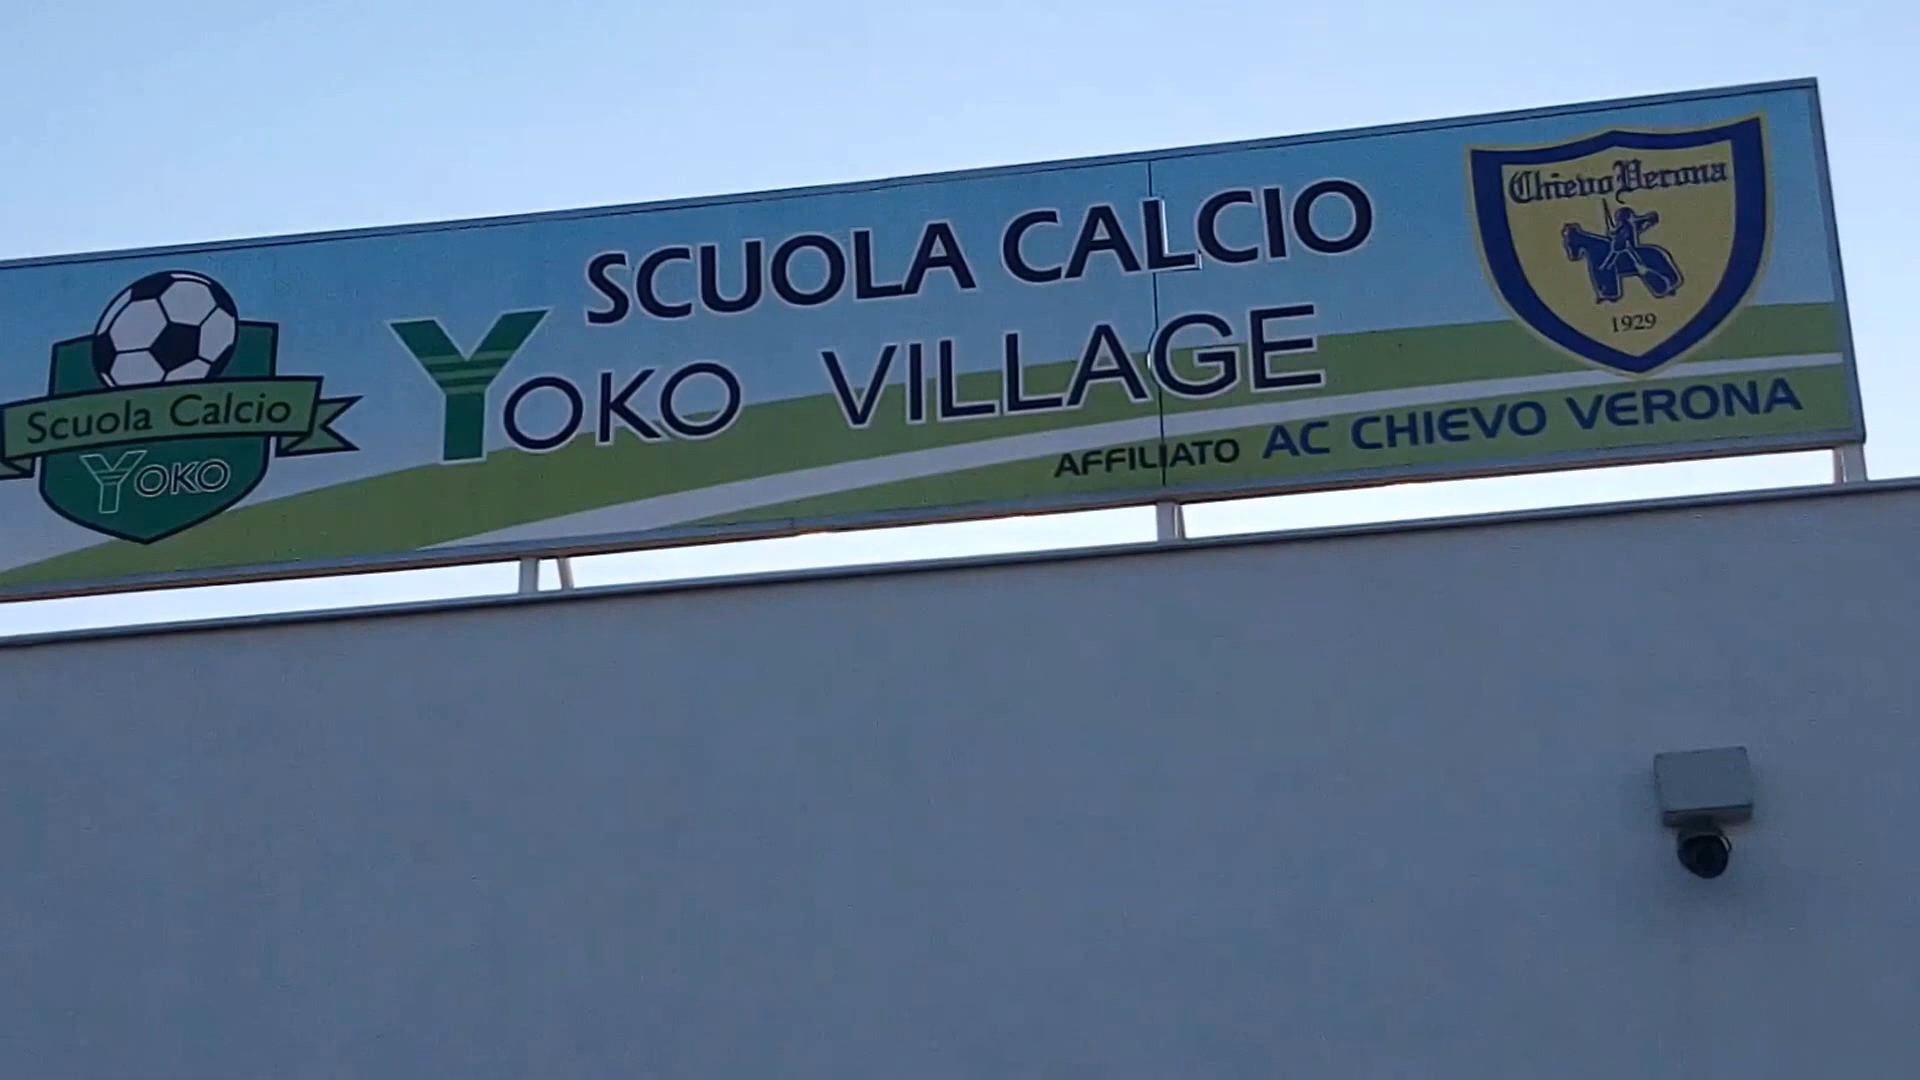 Scuola Calcio
YOKO
SCUOLA CALCIO
YOKO VILLAGE
AFFILIATO AC CHIEVO VERONA
ChievoVerona
1929